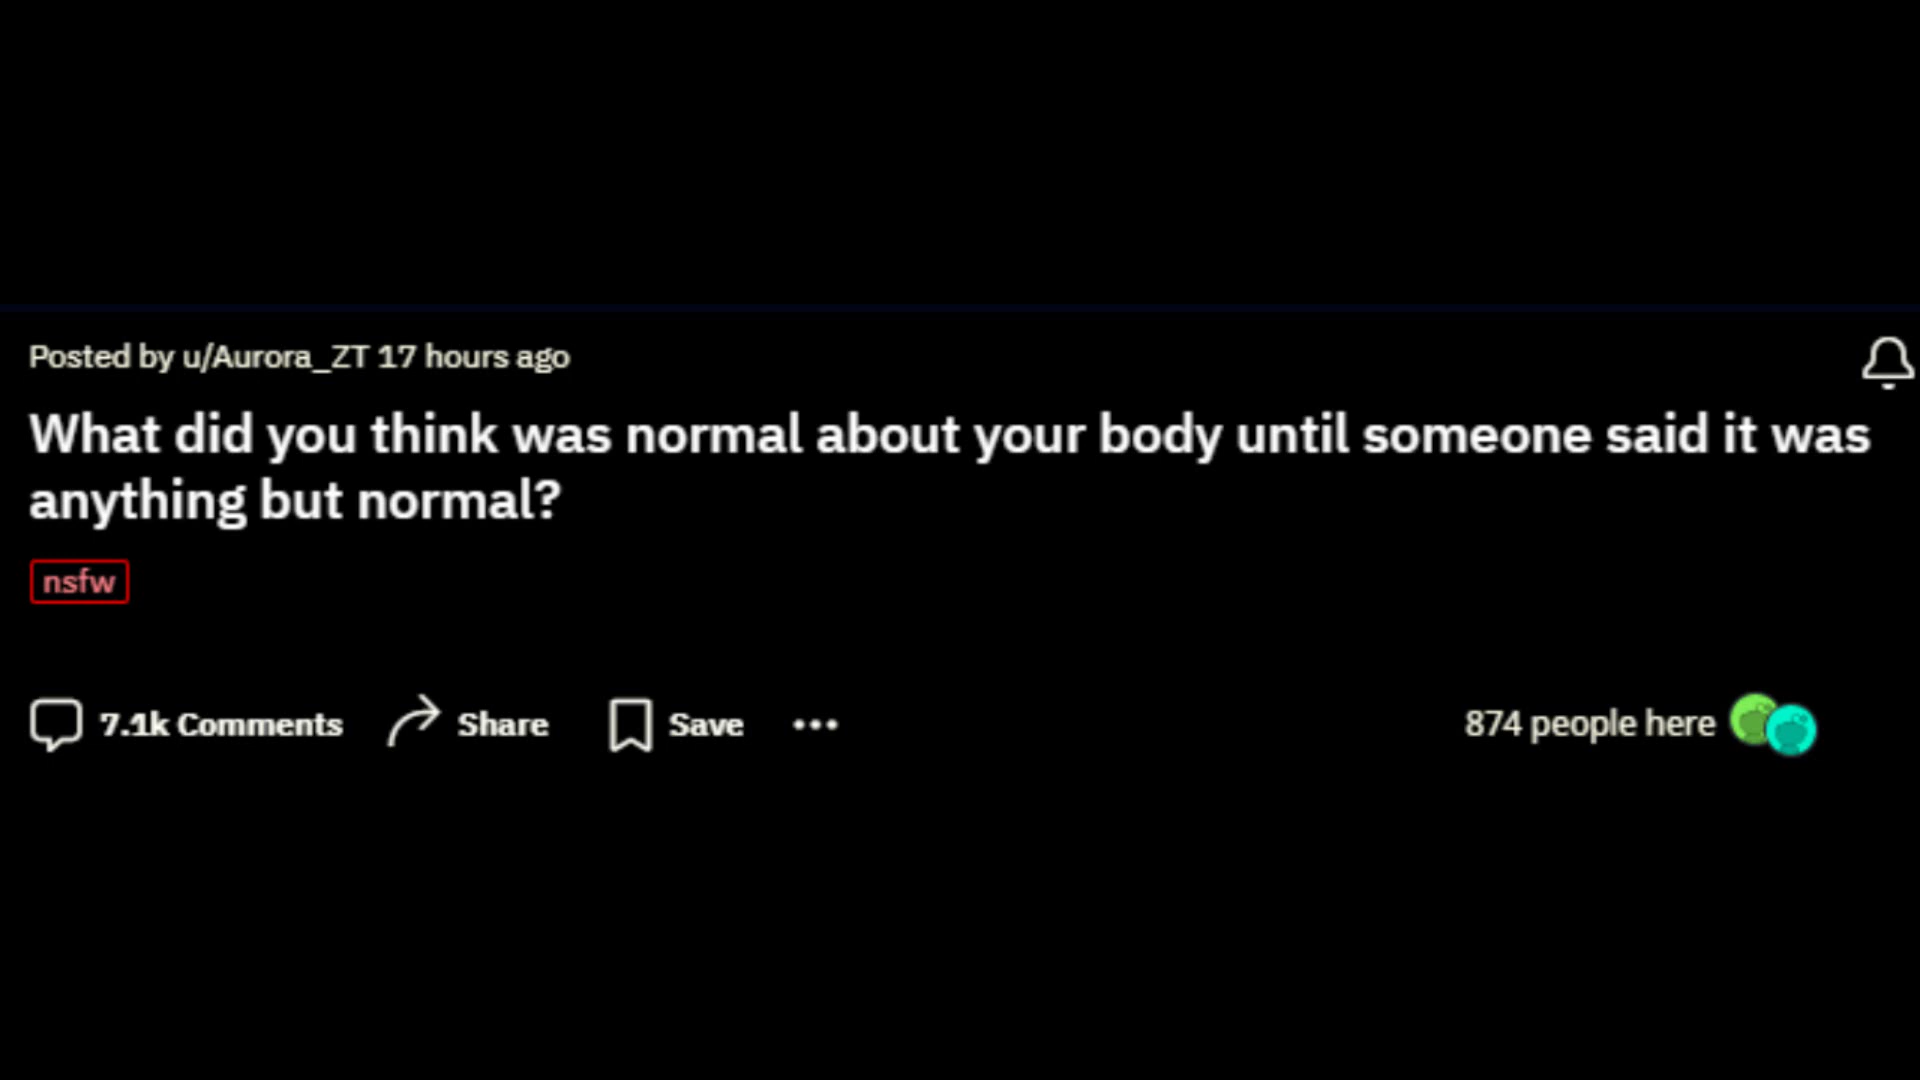 Posted by u/Aurora_ZT 17 hours ago
What did you think was normal about your body until someone said it was
anything but normal?
nsfw
7.1k Comments Share Save 874 people here